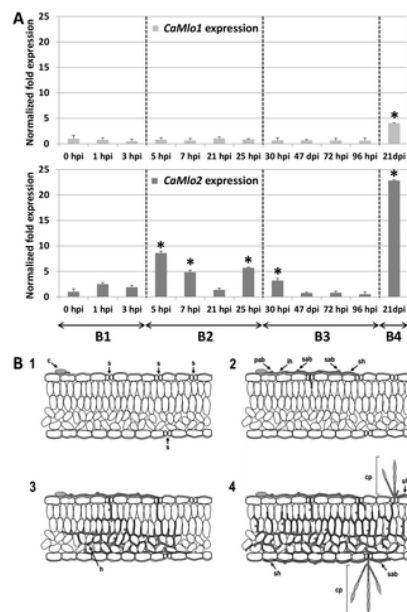 A
CaMlo1 expression
Normalized fold expression
25
20
15
10
5
0
*
0 hpi 1 hpi 3 hpi 5 hpi 7 hpi 21 hpi 25 hpi 30 hpi 47 dpi 72 hpi 96 hpi 21dpi
CaMlo2 expression
Normalized fold expression
25
20
15
10
5
0
* * * * *
0 hpi 1 hpi 3 hpi 5 hpi 7 hpi 21 hpi 25 hpi 30 hpi 47 dpi 72 hpi 96 hpi 21dpi
B1 B2 B3 B4
B
1 c s s s
s
2 pab ih sab sab sh
3
h
4 cp
sh sab
cp